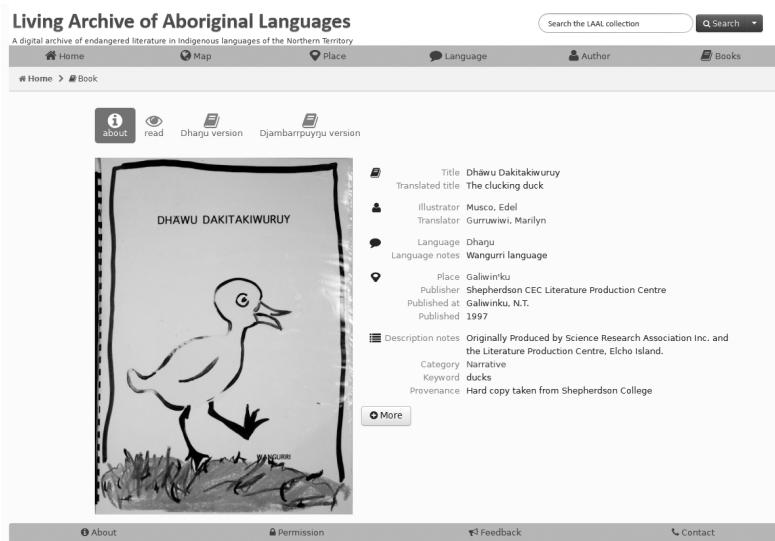 Living Archive of Aboriginal Languages
A digital archive of endangered literature in Indigenous languages of the Northern Territory
Search the LAAL collection
Search
Home
Map
Place
Language
Author
Books
Home > Book
about
read
Dhaŋu version
Djambarrpuyŋu version
DHÄWU DAKITAKIWURUY
WANGURRI
Title Dhäwu Dakitakiwuruy
Translated title The clucking duck
Illustrator Musco, Edel
Translator Gurruwiwi, Marilyn
Language Dhaŋu
Language notes Wangurri language
Place Galiwin'ku
Publisher Shepherdson CEC Literature Production Centre
Published at Galiwinku, N.T.
Published 1997
Description notes Originally Produced by Science Research Association Inc. and
the Literature Production Centre, Elcho Island.
Category Narrative
Keyword ducks
Provenance Hard copy taken from Shepherdson College
More
About
Permission
Feedback
Contact